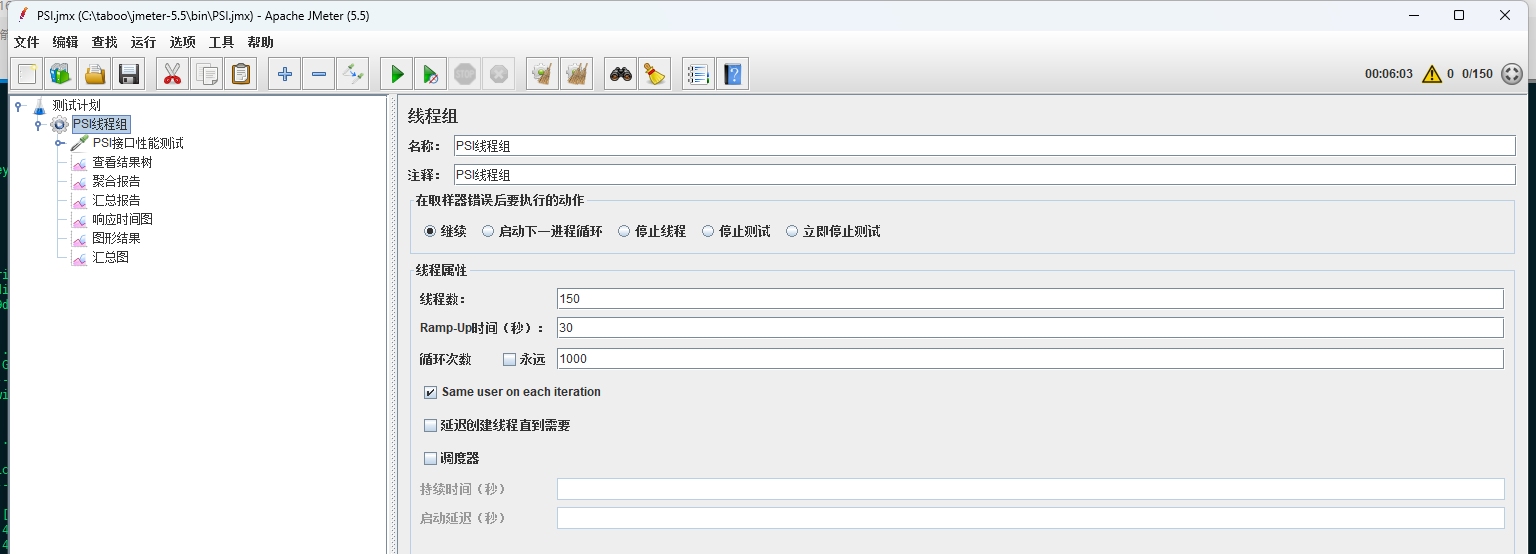 PSI.jmx (C:\taboo\jmeter-5.5\bin\PSI.jmx) - Apache JMeter (5.5)
文件 编辑 查找 运行 选项 工具 帮助
STOP
00:06:03 0 0/150
测试计划
PSI线程组
PSI接口性能测试
查看结果树
聚合报告
汇总报告
响应时间图
图形结果
汇总图
线程组
名称： PSI线程组
注释： PSI线程组
在取样器错误后要执行的动作
继续 启动下一进程循环 停止线程 停止测试 立即停止测试
线程属性
线程数： 150
Ramp-Up时间（秒）： 30
循环次数 永远 1000
Same user on each iteration
延迟创建线程直到需要
调度器
持续时间（秒）
启动延迟（秒）